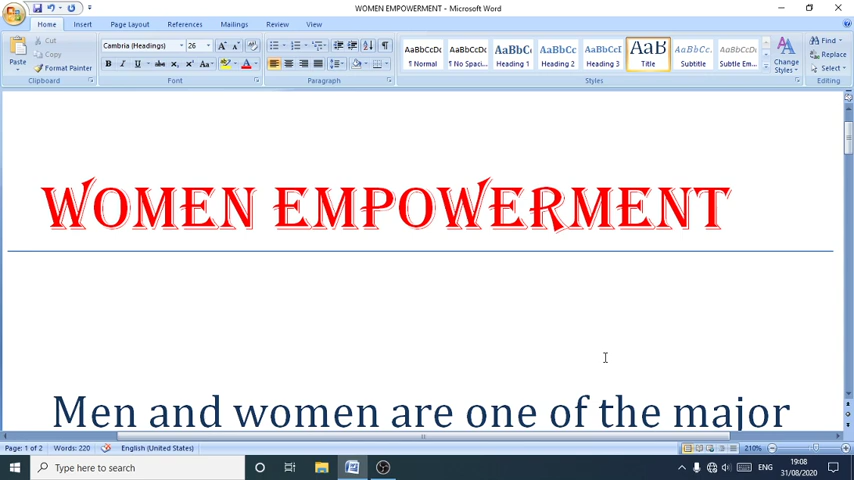 WOMEN EMPOWERMENT - Microsoft Word
Home Insert Page Layout References Mailings Review View
Paste Cut Copy Format Painter
Cambria (Headings) 26
AaBbCcDc AaBbCcDc AaBbCc AaBbCc AaBbCcI AaB AaBbCc. AaBbCcDc
¶ Normal ¶ No Spaci... Heading 1 Heading 2 Heading 3 Title Subtitle Subtle Em...
Change Styles
Find Replace Select
Clipboard Font Paragraph Styles Editing
WOMEN EMPOWERMENT
Men and women are one of the major
Page: 1 of 2 Words: 220 English (United States) 210%
Type here to search
ENG 19:08 31/08/2020